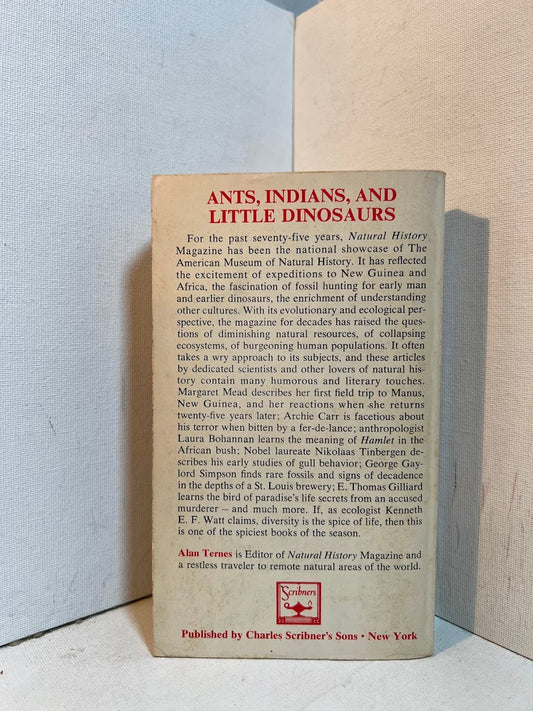 ANTS, INDIANS, AND
LITTLE DINOSAURS
For the past seventy-five years, Natural History
Magazine has been the national showcase of The
American Museum of Natural History. It has reflected
the excitement of expeditions to New Guinea and
Africa, the fascination of fossil hunting for early man
and earlier dinosaurs, the enrichment of understanding
other cultures. With its evolutionary and ecological per-
spective, the magazine for decades has raised the ques-
tions of diminishing natural resources, of collapsing
ecosystems, of burgeoning human populations. It often
takes a wry approach to its subjects, and these articles
by dedicated scientists and other lovers of natural his-
tory contain many humorous and literary touches.
Margaret Mead describes her first field trip to Manus,
New Guinea, and her reactions when she returns
twenty-five years later; Archie Carr is facetious about
his terror when bitten by a fer-de-lance; anthropologist
Laura Bohannan learns the meaning of Hamlet in the
African bush; Nobel laureate Nikolaas Tinbergen de-
scribes his early studies of gull behavior; George Gay-
lord Simpson finds rare fossils and signs of decadence
in the depths of a St. Louis brewery; E. Thomas Gilliard
learns the bird of paradise's life secrets from an accused
murderer – and much more. If, as ecologist Kenneth
E. F. Watt claims, diversity is the spice of life, then this
is one of the spiciest books of the season.
Alan Ternes is Editor of Natural History Magazine and
a restless traveler to remote natural areas of the world.
Scribners
Published by Charles Scribner's Sons • New York